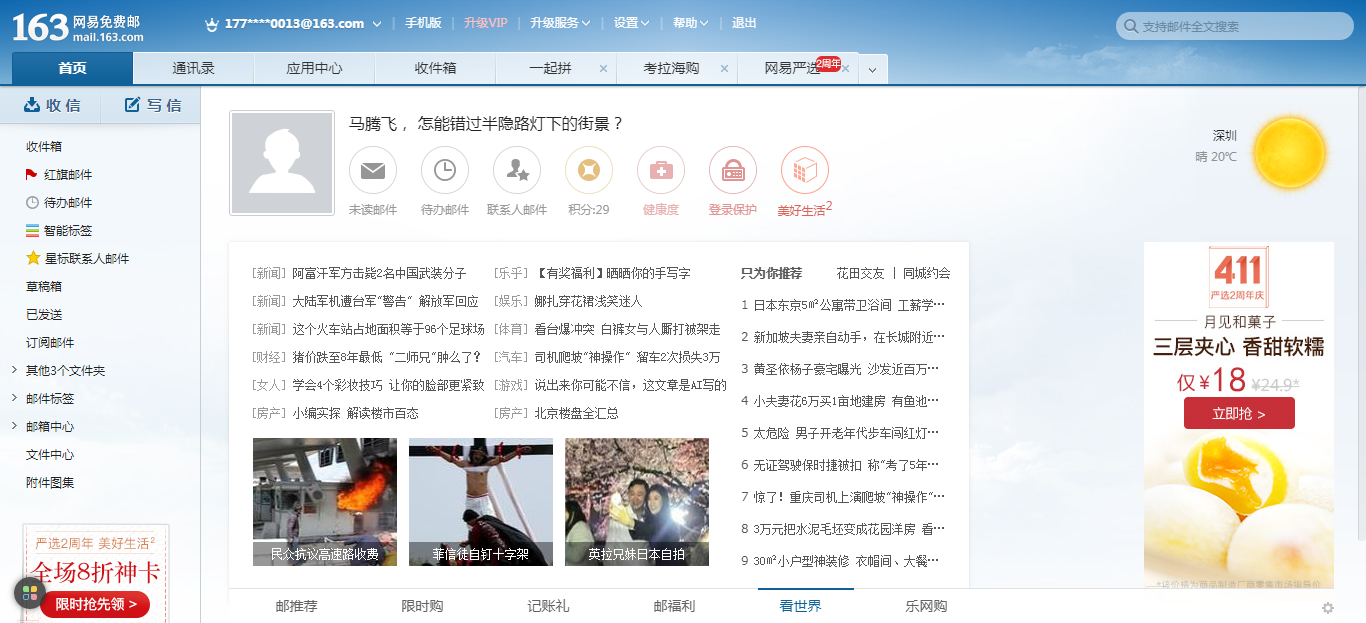 163 网易免费邮
mail.163.com
177****0013@163.com
手机版
升级VIP
升级服务
设置
帮助
退出
支持邮件全文搜索
首页
通讯录
应用中心
收件箱
一起拼
考拉海购
网易严选
2周年
收信
写信
收件箱
红旗邮件
待办邮件
智能标签
星标联系人邮件
草稿箱
已发送
订阅邮件
其他3个文件夹
邮件标签
邮箱中心
文件中心
附件图集
严选2周年 美好生活²
全场8折神卡
限时抢先领 >
马腾飞 ,怎能错过半隐路灯下的街景？
未读邮件
待办邮件
联系人邮件
积分:29
健康度
登录保护
美好生活²
深圳
晴 20℃
[新闻] 阿富汗军方击毙2名中国武装分子
[新闻] 大陆军机遭台军“警告” 解放军回应
[新闻] 这个火车站占地面积等于96个足球场
[财经] 猪价跌至8年最低 “二师兄”肿么了？
[女人] 学会4个彩妆技巧 让你的脸部更紧致
[房产] 小编实探 解读楼市百态
[乐乎] 【有奖福利】晒晒你的手写字
[娱乐] 娜扎穿花裙浅笑迷人
[体育] 看台爆冲突 白裤女与人厮打被架走
[汽车] 司机爬坡“神操作” 溜车2次损失3万
[游戏] 说出来你可能不信，这文章是AI写的
[房产] 北京楼盘全汇总
民众抗议高速路收费
菲信徒自钉十字架
英拉兄妹日本自拍
只为你推荐
花田交友 | 同城约会
1 日本东京5㎡公寓带卫浴间 工薪学…
2 新加坡夫妻亲自动手，在长城附近…
3 黄圣依杨子豪宅曝光 沙发近百万…
4 小夫妻花6万买1亩地建房 有鱼池…
5 太危险 男子开老年代步车闯红灯…
6 无证驾驶保时捷被扣 称“考了5年…
7 惊了！重庆司机上演爬坡“神操作”…
8 3万元把水泥毛坯变成花园洋房 看…
9 30㎡小户型神装修 衣帽间、大餐…
411
严选2周年庆
月见和菓子
三层夹心 香甜软糯
仅¥18 ¥24.9*
立即抢 >
邮推荐
限时购
记账礼
邮福利
看世界
乐网购